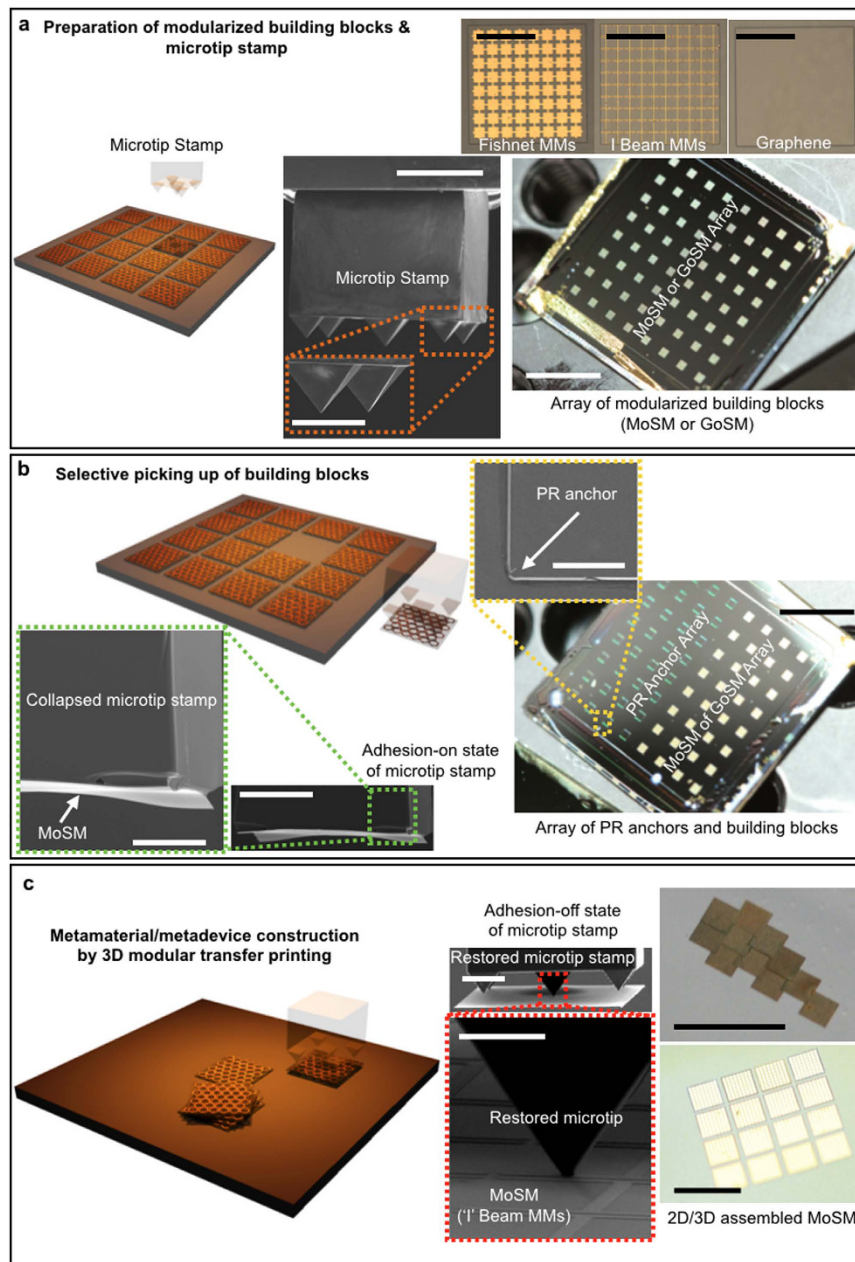 a Preparation of modularized building blocks &
microtip stamp
Fishnet MMs
I Beam MMs
Graphene
Microtip Stamp
Microtip Stamp
MoSM or GoSM Array
Array of modularized building blocks
(MoSM or GoSM)
b Selective picking up of building blocks
PR anchor
PR Anchor Array
MoSM of GoSM Array
Collapsed microtip stamp
MoSM
Adhesion-on state
of microtip stamp
Array of PR anchors and building blocks
c
Metamaterial/metadevice construction
by 3D modular transfer printing
Adhesion-off state
of microtip stamp
Restored microtip stamp
Restored microtip
MoSM
('I' Beam MMs)
2D/3D assembled MoSM